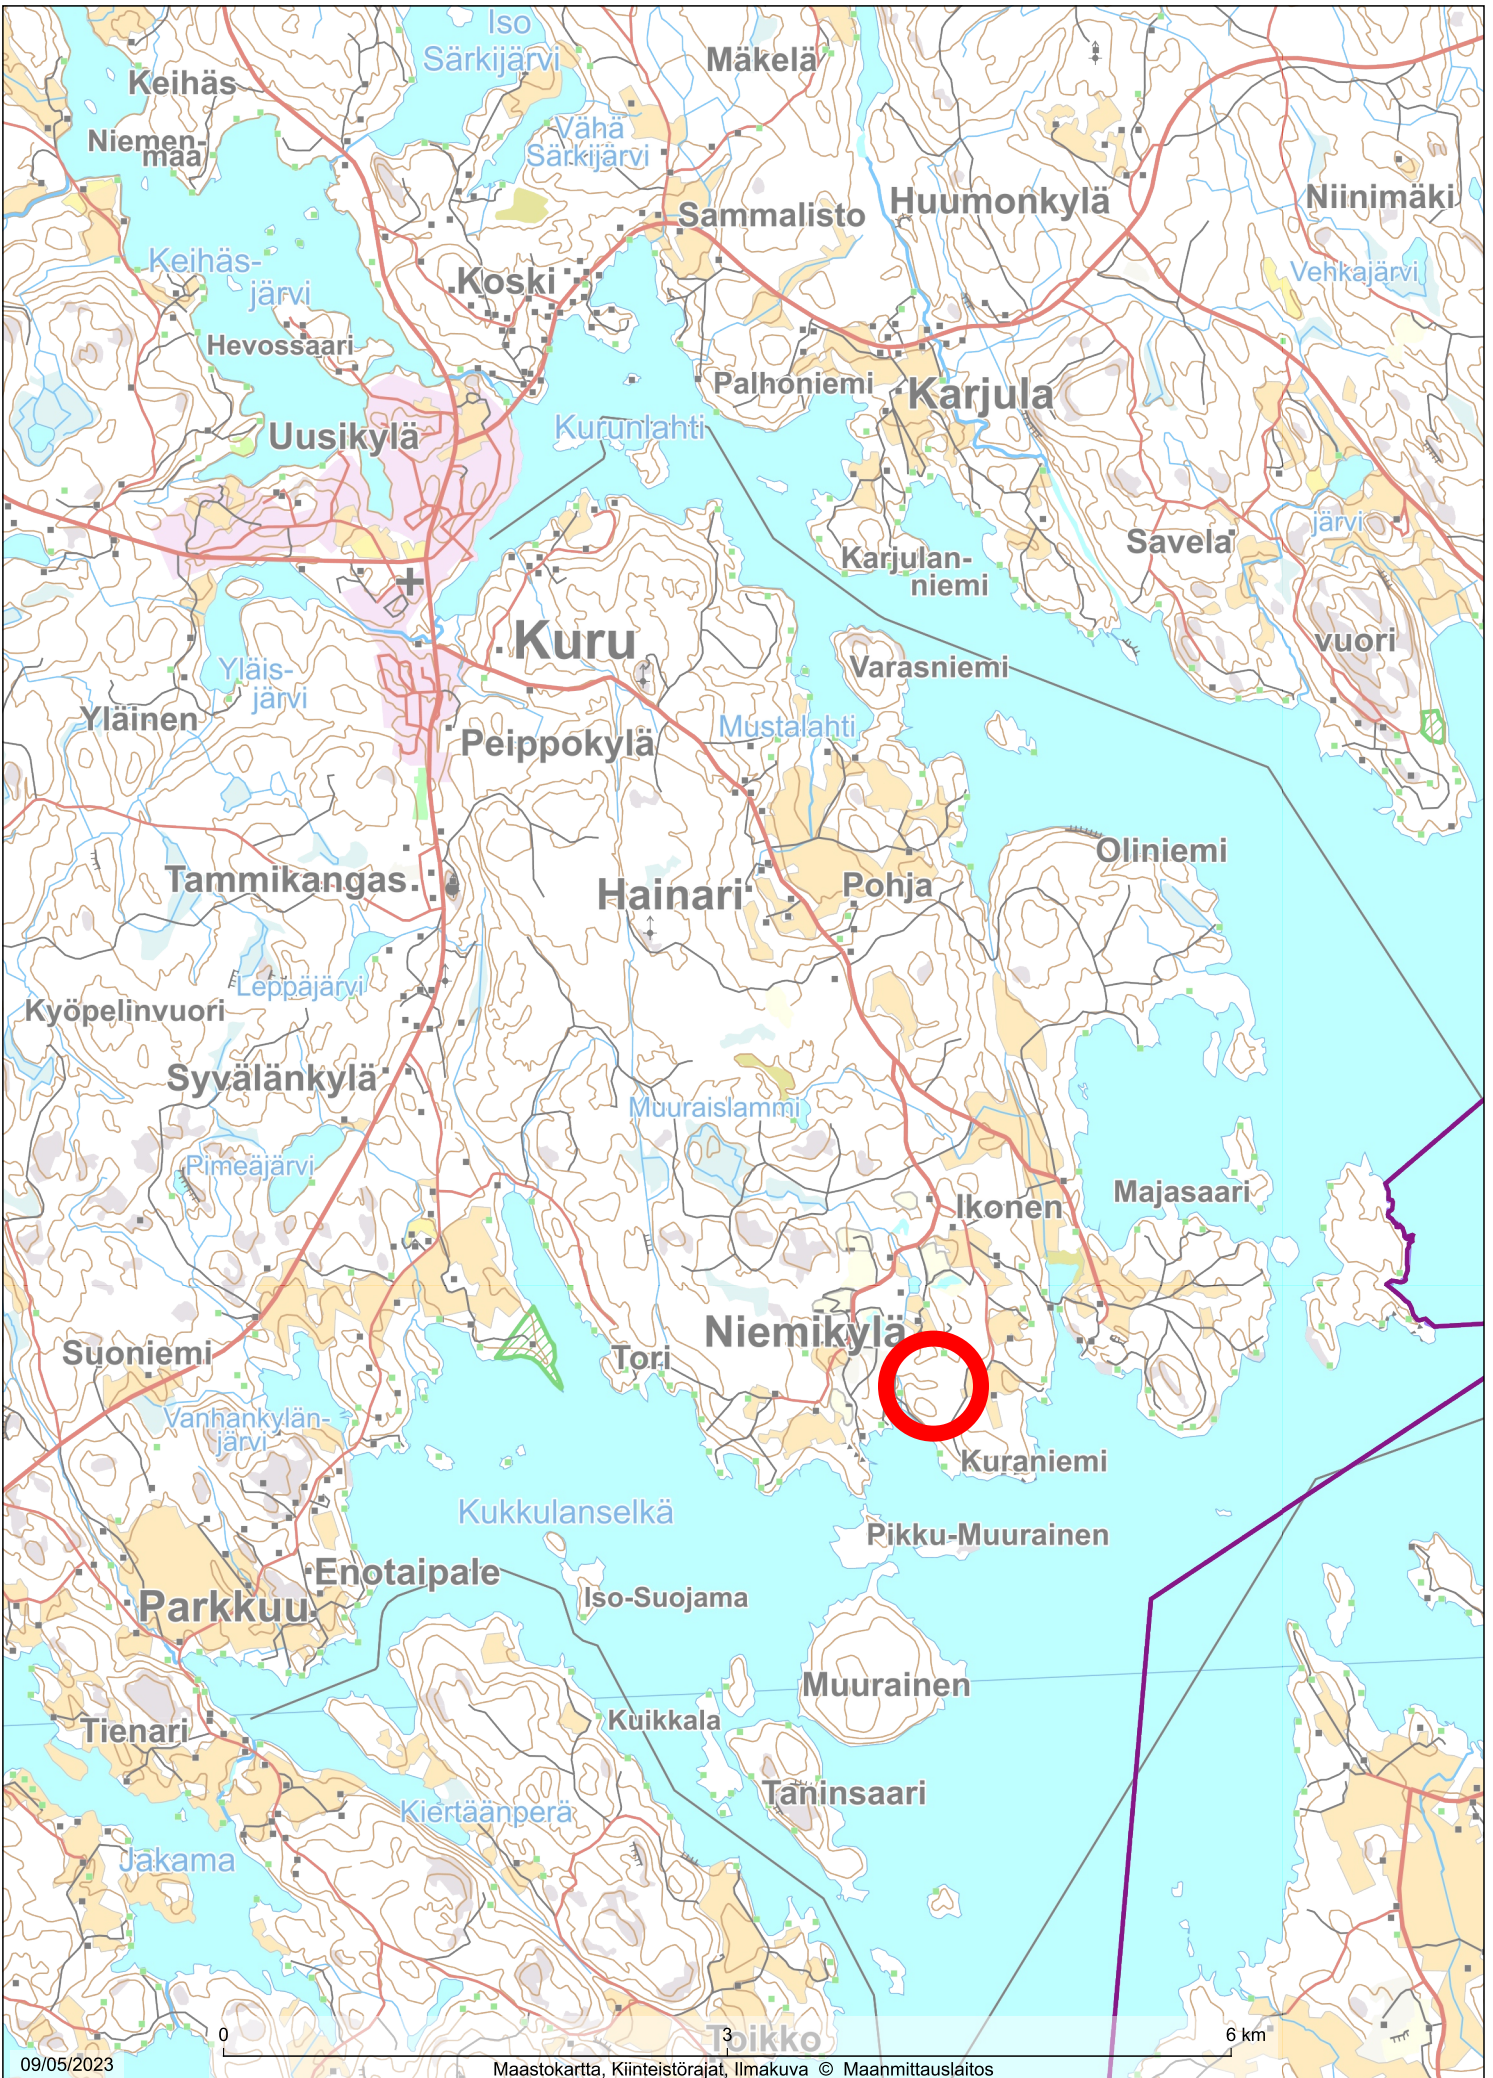 Iso
Särkijärvi
Mäkelä
Keihäs
Niemen-
maa
Vähä
Särkijärvi
Sammalisto
Huumonkylä
Niinimäki
Keihäs-
järvi
Koski
Vehkajärvi
Hevossaari
Palhoniemi
Karjula
Uusikylä
Kurunlahti
järvi
Savela
Karjulan-
niemi
Kuru
vuori
Varasniemi
Yläis-
järvi
Yläinen
Mustalahti
Peippokylä
Oliniemi
Tammikangas
Hainari
Pohja
Leppäjärvi
Kyöpelinvuori
Syvälänkylä
Muuraislammi
Pimeäjärvi
Majasaari
Ikonen
Niemikylä
Suoniemi
Tori
Vanhankylän-
järvi
Kuraniemi
Kukkulanselkä
Pikku-Muurainen
Enotaipale
Iso-Suojama
Parkkuu
Muurainen
Kuikkala
Tienari
Taninsaari
Kiertäänperä
Jakama
Toikko
0 3 6 km
09/05/2023
Maastokartta, Kiinteistörajat, Ilmakuva © Maanmittauslaitos